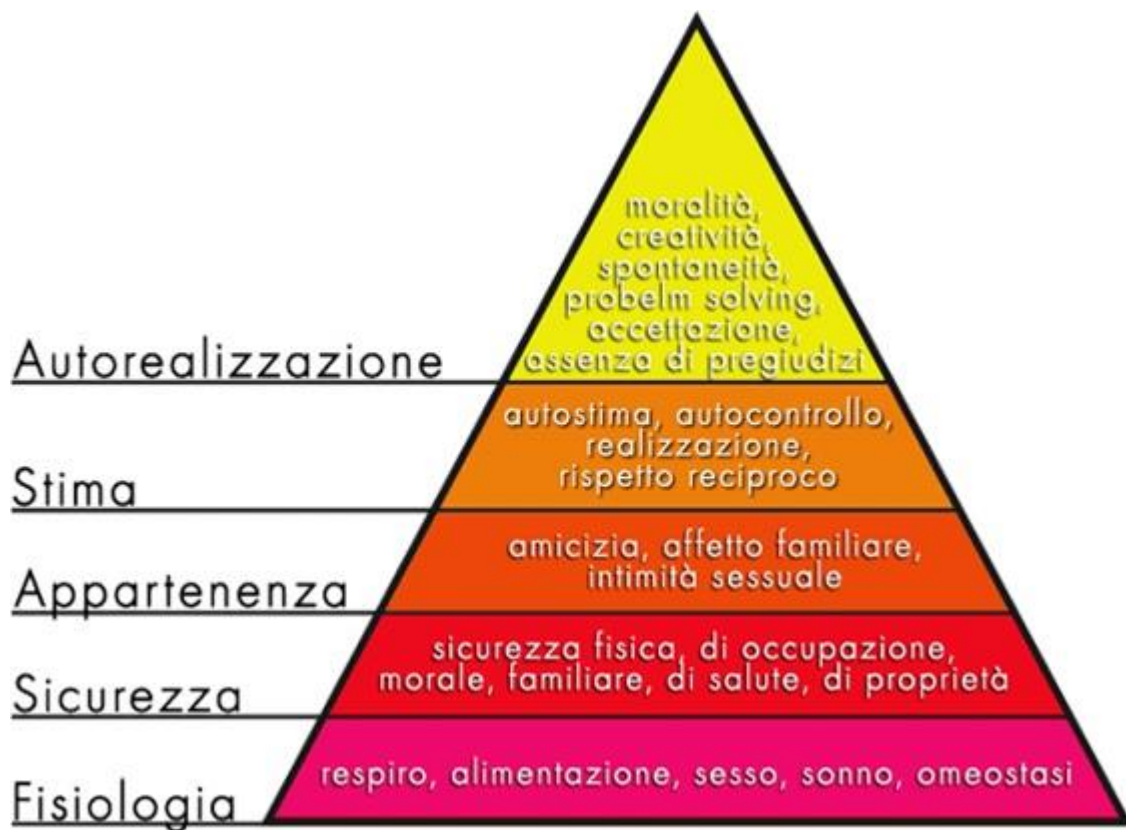 moralità,
creatività,
spontaneità,
probelm solving,
accettazione,
assenza di pregiudizi
Autorealizzazione
autostima, autocontrollo,
realizzazione,
rispetto reciproco
Stima
amicizia, affetto familiare,
intimità sessuale
Appartenenza
sicurezza fisica, di occupazione,
morale, familiare, di salute, di proprietà
Sicurezza
respiro, alimentazione, sesso, sonno, omeostasi
Fisiologia